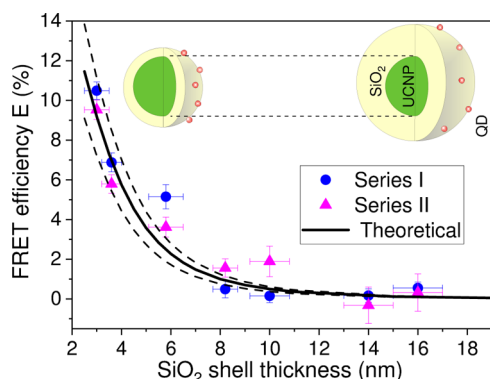 14
12
10
8
6
4
2
0
FRET efficiency E (%)
SiO₂
UCNP
QD
Series I
Series II
Theoretical
2 4 6 8 10 12 14 16 18
SiO₂ shell thickness (nm)